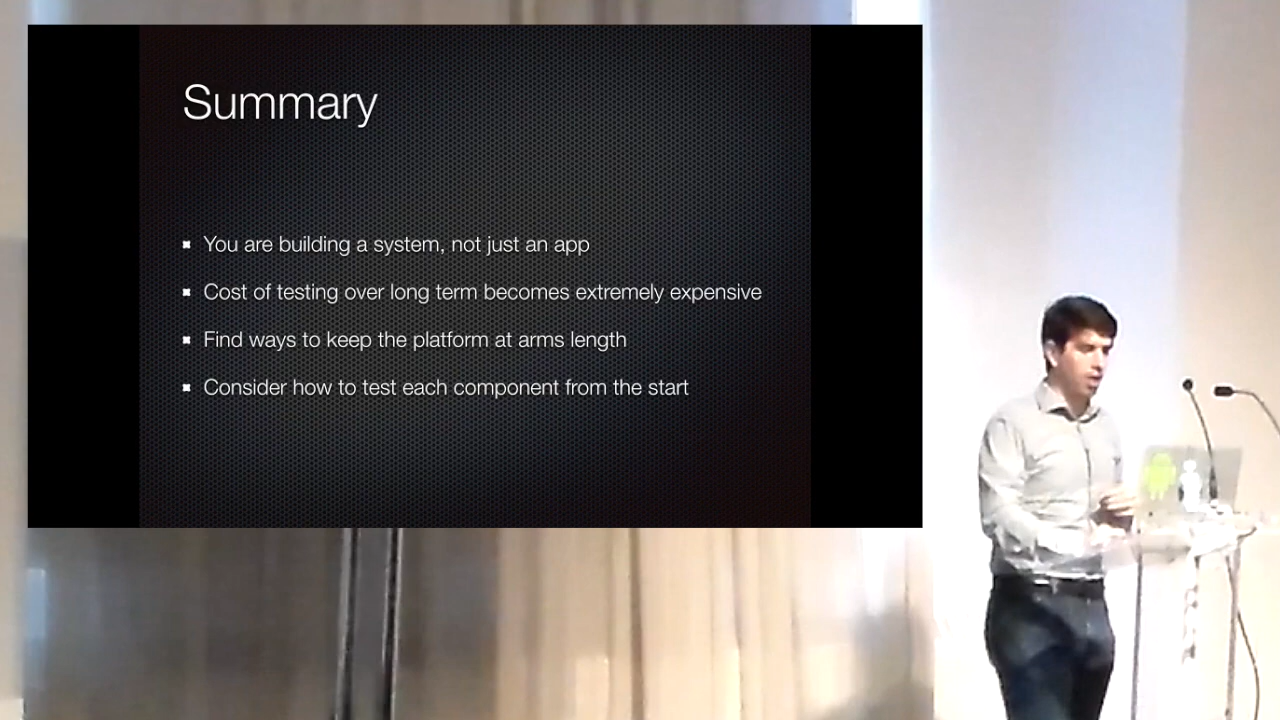 Summary
You are building a system, not just an app
Cost of testing over long term becomes extremely expensive
Find ways to keep the platform at arms length
Consider how to test each component from the start